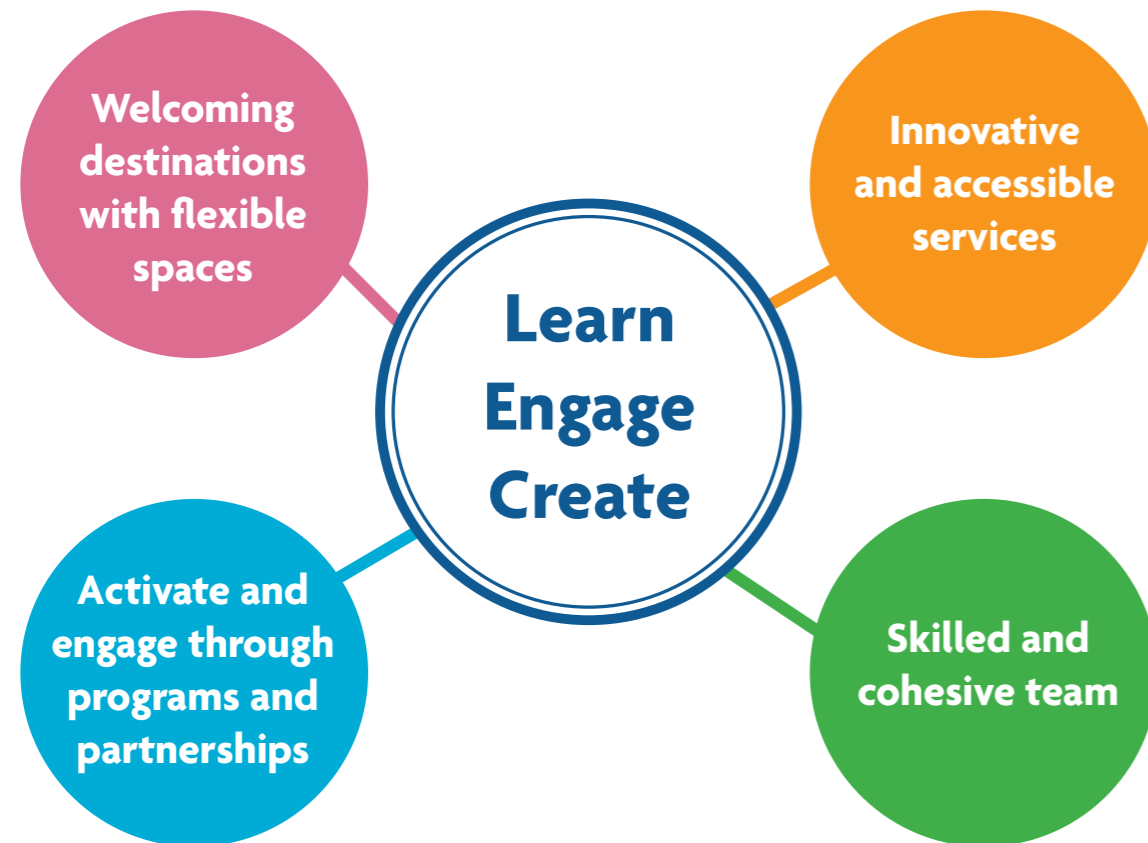 Welcoming
destinations
with flexible
spaces
Innovative
and accessible
services
Learn
Engage
Create
Activate and
engage through
programs and
partnerships
Skilled and
cohesive team